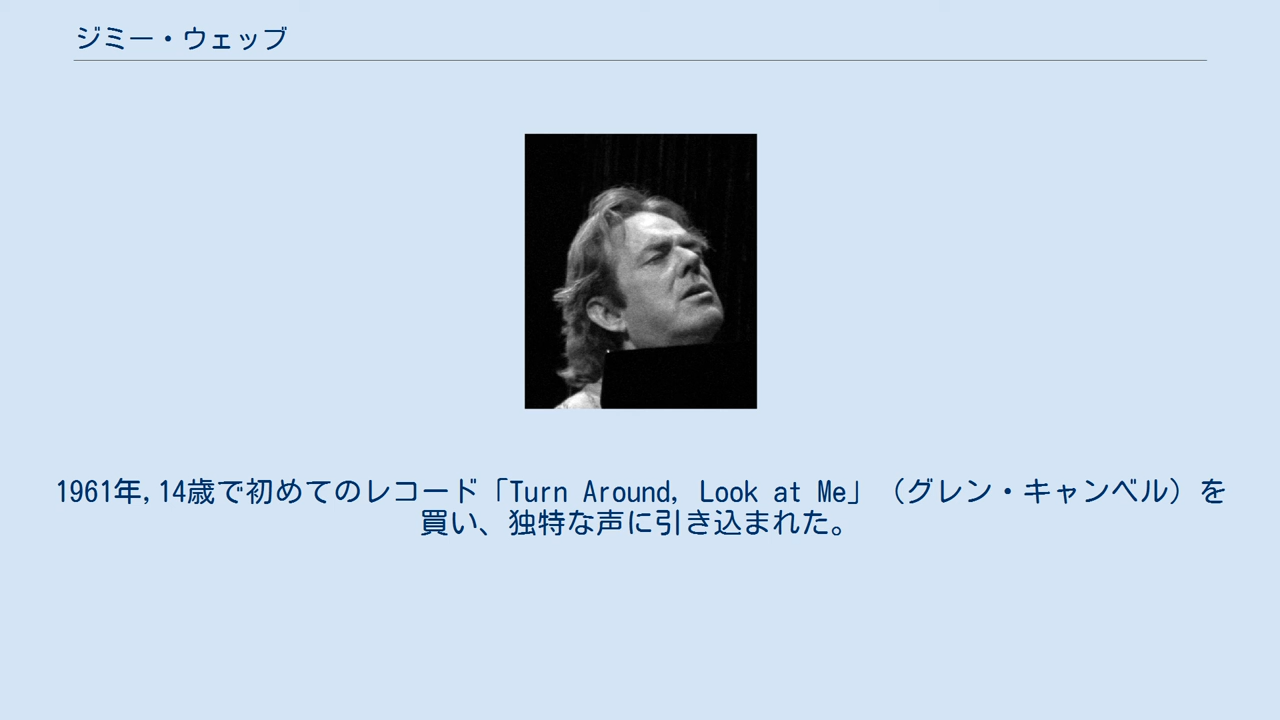 ジミー・ウェッブ
1961年,14歳で初めてのレコード「Turn Around, Look at Me」（グレン・キャンベル）を
買い、独特な声に引き込まれた。